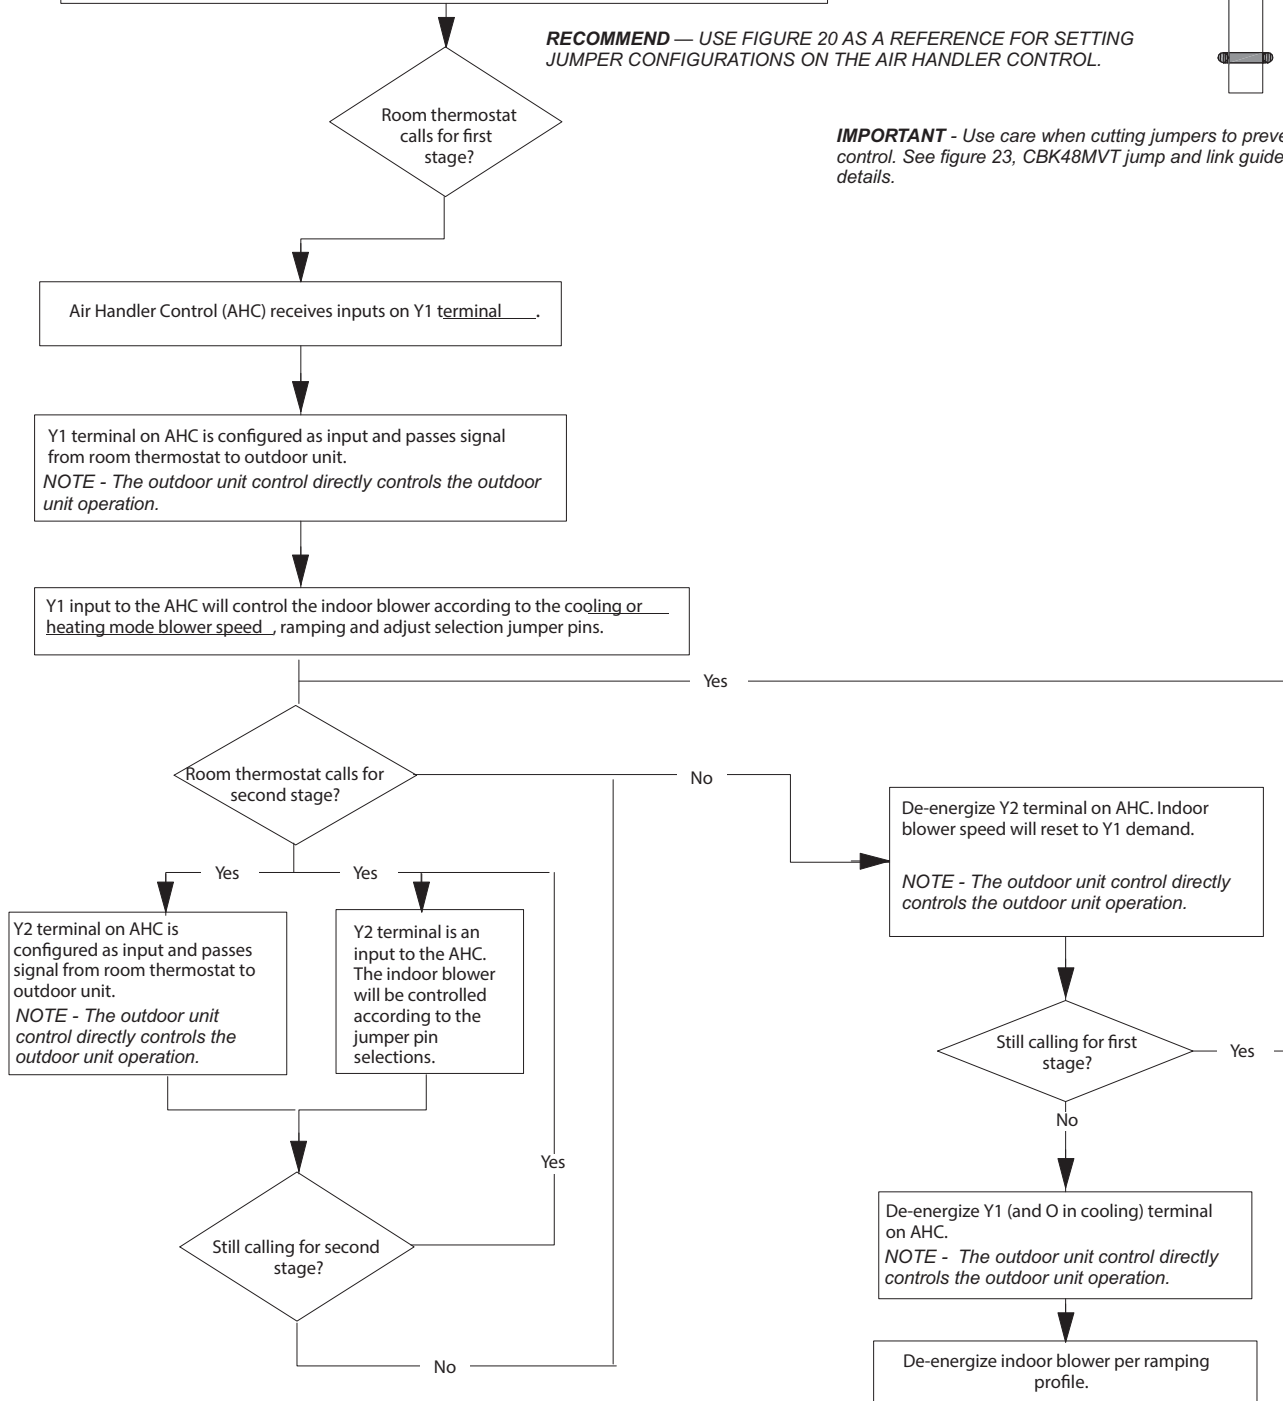 RECOMMEND — USE FIGURE 20 AS A REFERENCE FOR SETTING
JUMPER CONFIGURATIONS ON THE AIR HANDLER CONTROL.
Room thermostat
calls for first
stage?
IMPORTANT - Use care when cutting jumpers to preve
control. See figure 23, CBK48MVT jump and link guide
details.
Air Handler Control (AHC) receives inputs on Y1 terminal .
Y1 terminal on AHC is configured as input and passes signal
from room thermostat to outdoor unit.
NOTE - The outdoor unit control directly controls the outdoor
unit operation.
Y1 input to the AHC will control the indoor blower according to the cooling or
heating mode blower speed , ramping and adjust selection jumper pins.
Yes
Room thermostat calls for
second stage?
No
De-energize Y2 terminal on AHC. Indoor
blower speed will reset to Y1 demand.
NOTE - The outdoor unit control directly
controls the outdoor unit operation.
Yes
Yes
Y2 terminal on AHC is
configured as input and passes
signal from room thermostat to
outdoor unit.
NOTE - The outdoor unit
control directly controls the
outdoor unit operation.
Y2 terminal is an
input to the AHC.
The indoor blower
will be controlled
according to the
jumper pin
selections.
Still calling for first
stage?
Yes
No
Yes
Still calling for second
stage?
De-energize Y1 (and O in cooling) terminal
on AHC.
NOTE - The outdoor unit control directly
controls the outdoor unit operation.
No
De-energize indoor blower per ramping
profile.